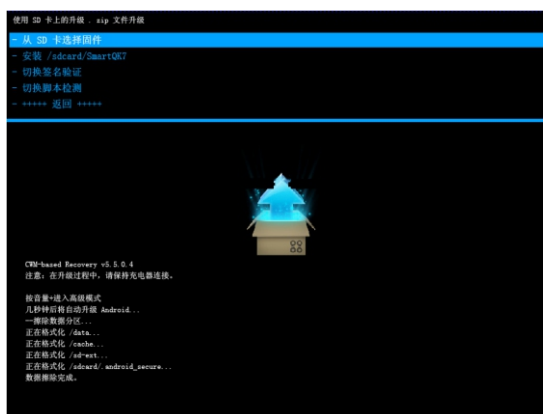 使用 SD 卡上的升级 . zip 文件升级
- 从 SD 卡选择固件
- 安装 /sdcard/SmartQK7
- 切换签名验证
- 切换脚本检测
- +++++ 返回 +++++
CWM-based Recovery v5.5.0.4
注意: 在升级过程中, 请保持充电器连接。
按音量+进入高级模式
几秒钟后将自动升级 Android...
--擦除数据分区...
正在格式化 /data...
正在格式化 /cache...
正在格式化 /sd-ext...
正在格式化 /sdcard/.android_secure...
数据擦除完成。